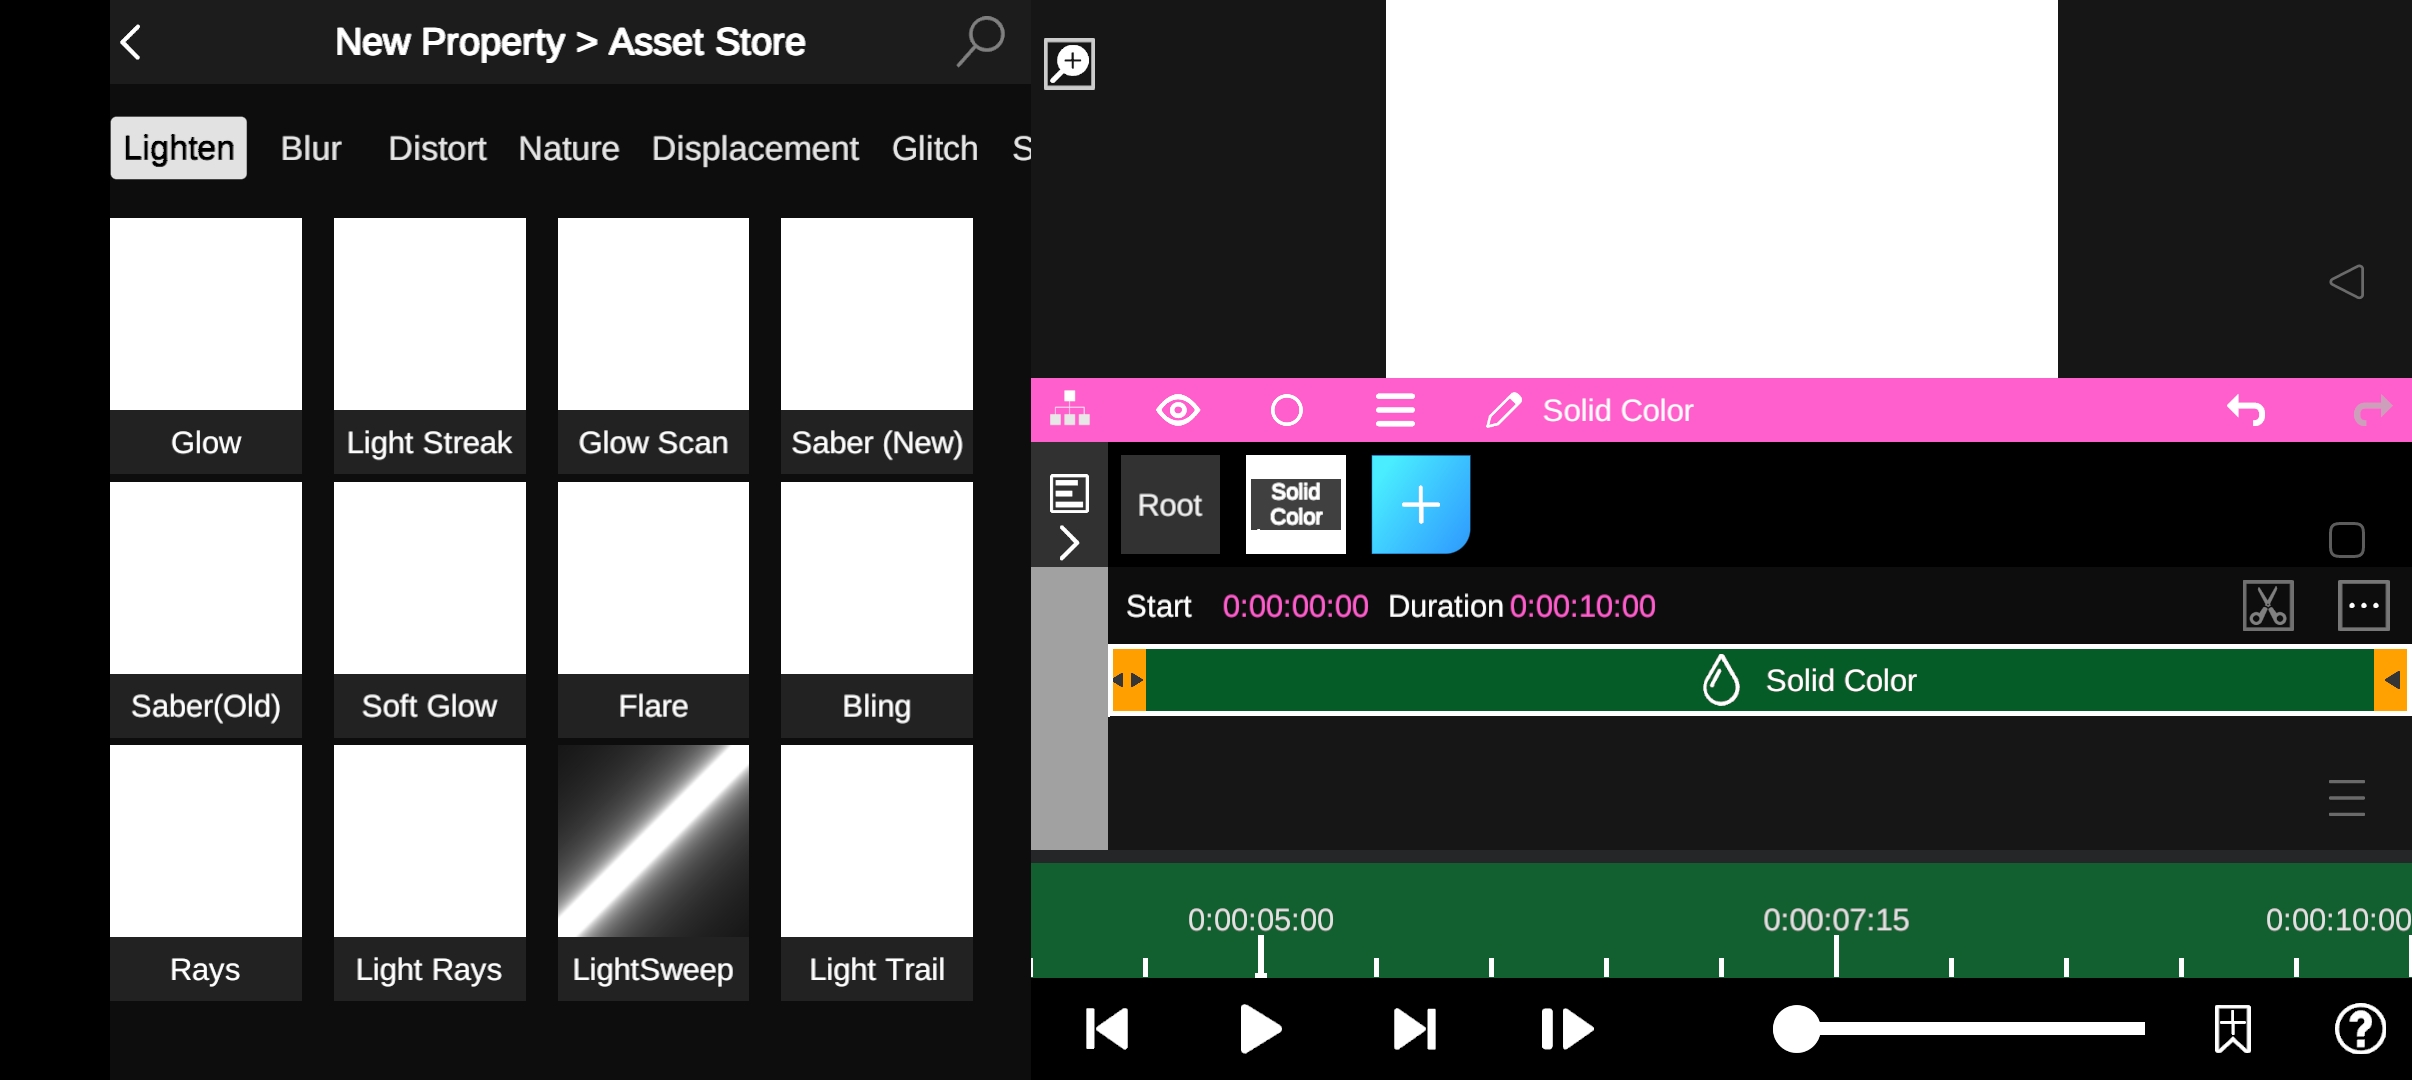 New Property > Asset Store
Lighten Blur Distort Nature Displacement Glitch S
Glow Light Streak Glow Scan Saber (New)
Saber(Old) Soft Glow Flare Bling
Rays Light Rays LightSweep Light Trail
Solid Color
Root
Solid
Color
Start 0:00:00:00 Duration 0:00:10:00
Solid Color
0:00:05:00 0:00:07:15 0:00:10:00